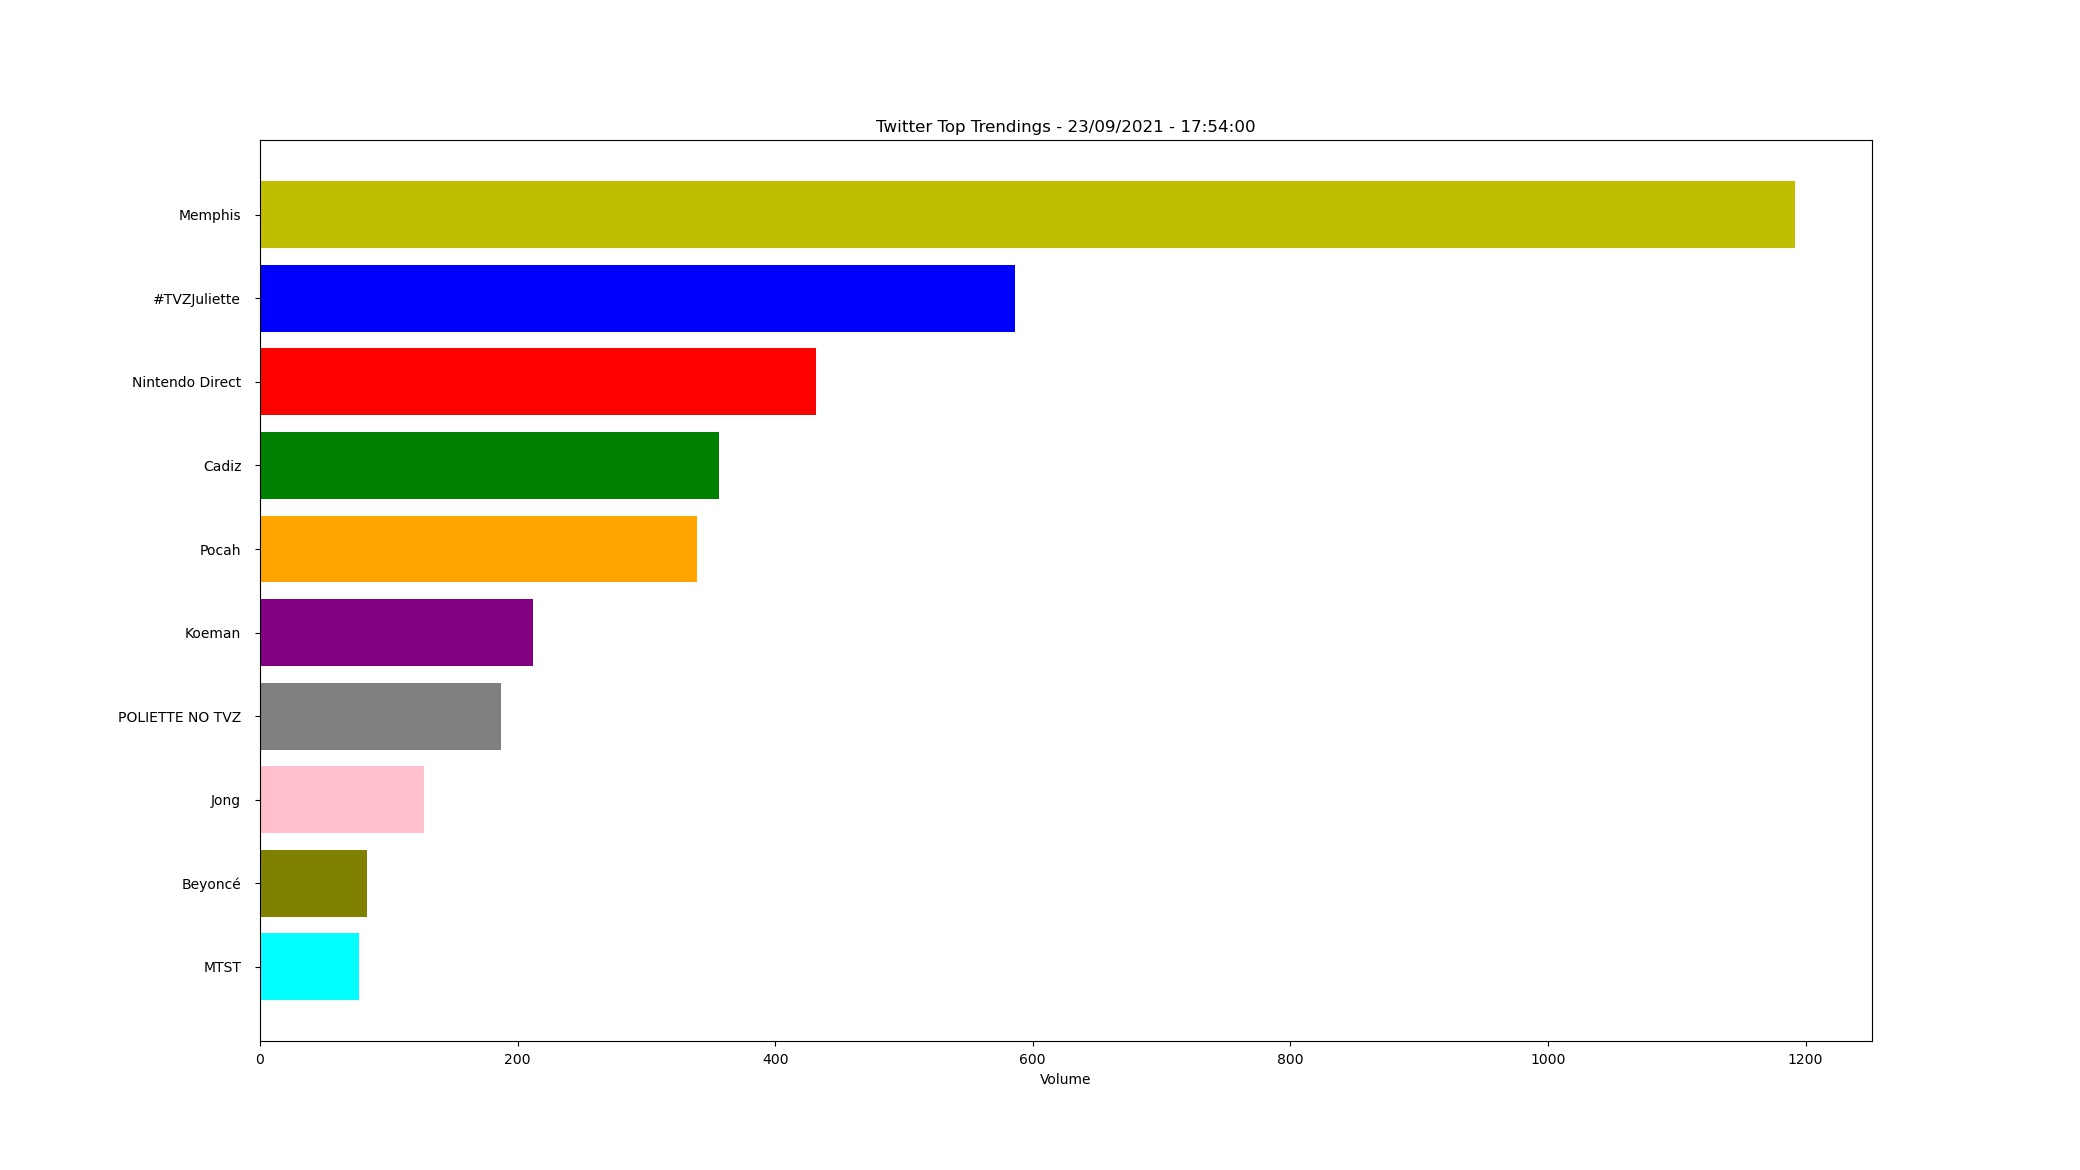 Twitter Top Trendings - 23/09/2021 - 17:54:00
Memphis
#TVZJuliette
Nintendo Direct
Cadiz
Pocah
Koeman
POLIETTE NO TVZ
Jong
Beyoncé
MTST
0 200 400 600 800 1000 1200
Volume